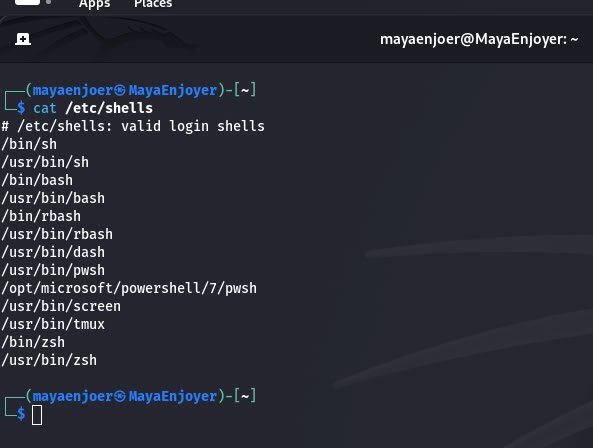 Apps Places
mayaenjoer@MayaEnjoyer: ~
┌──(mayaenjoer㉿MayaEnjoyer)-[~]
└─$ cat /etc/shells
# /etc/shells: valid login shells
/bin/sh
/usr/bin/sh
/bin/bash
/usr/bin/bash
/bin/rbash
/usr/bin/rbash
/usr/bin/dash
/usr/bin/pwsh
/opt/microsoft/powershell/7/pwsh
/usr/bin/screen
/usr/bin/tmux
/bin/zsh
/usr/bin/zsh
┌──(mayaenjoer㉿MayaEnjoyer)-[~]
└─$